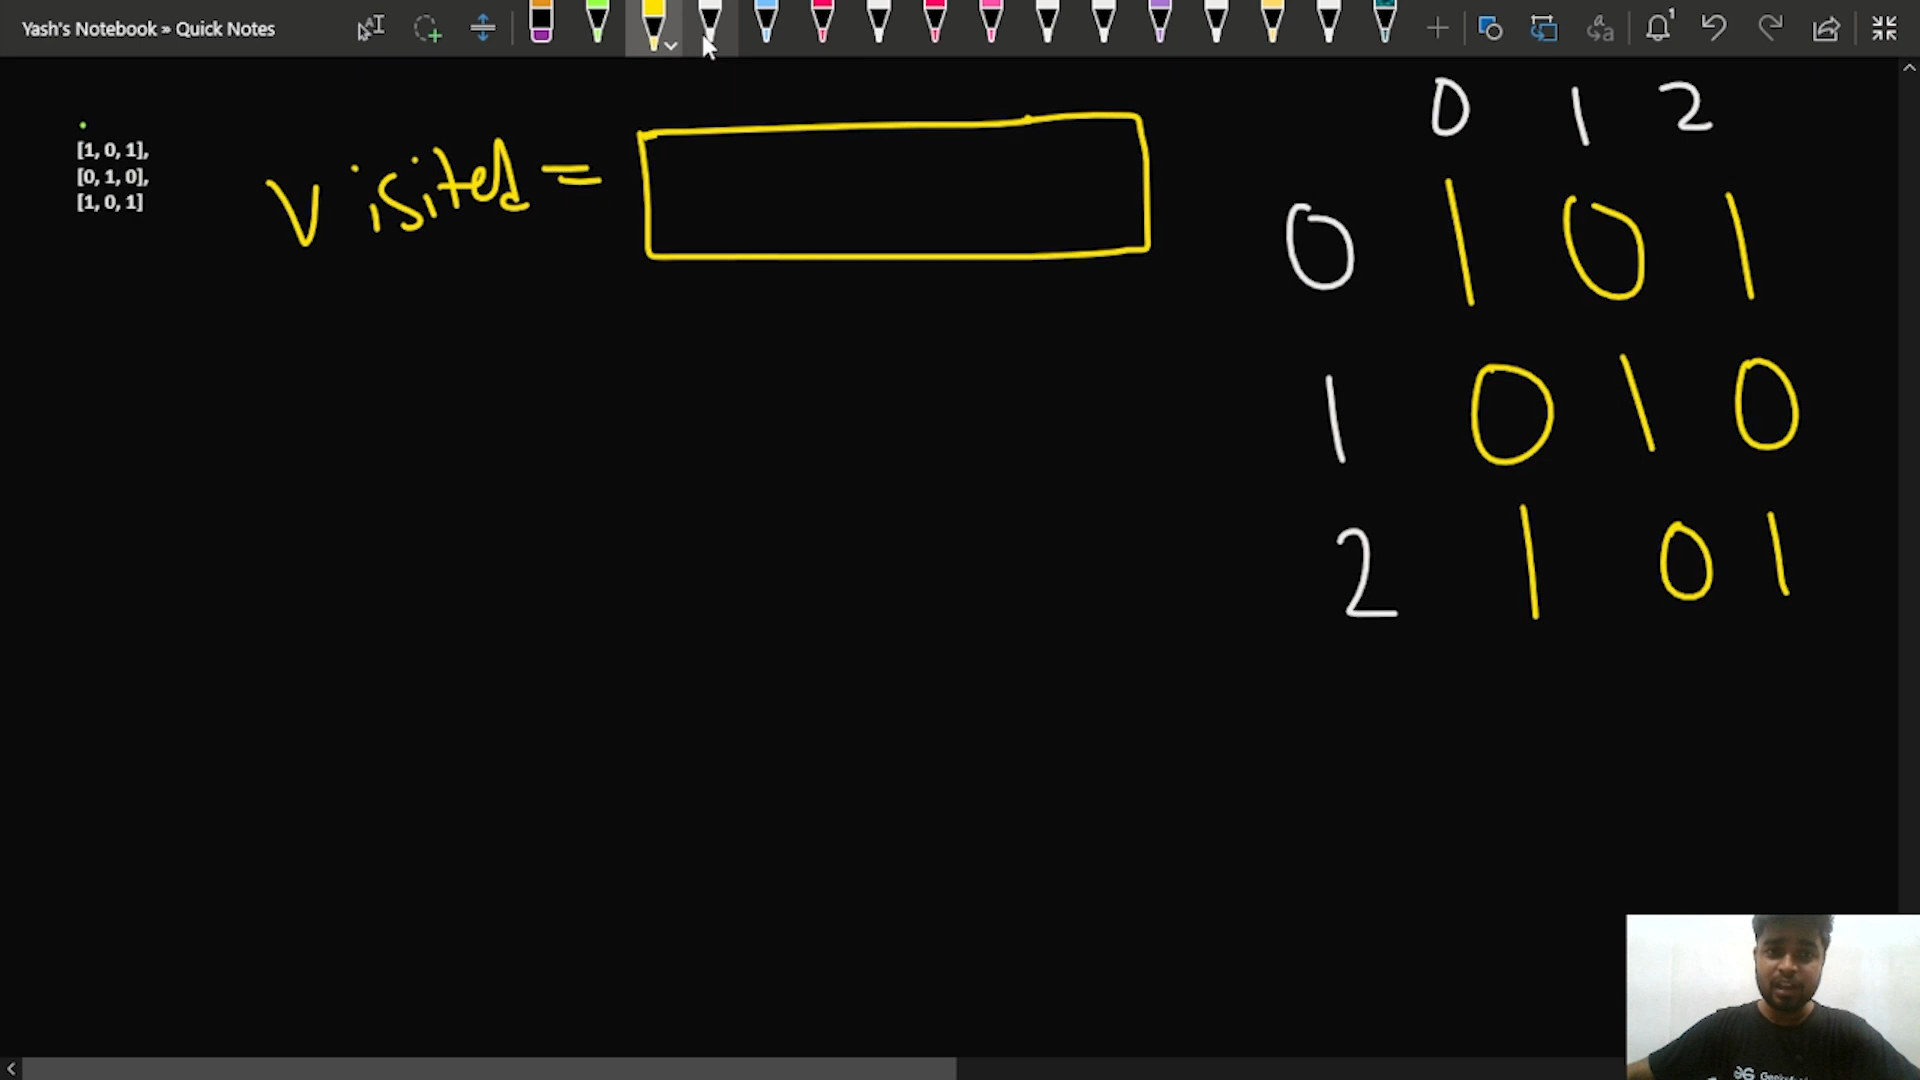 Yash's Notebook » Quick Notes
1
[1, 0, 1],
[0, 1, 0],
[1, 0, 1]
visited =
0 1 2
0 1 0 1
1 0 1 0
2 1 0 1